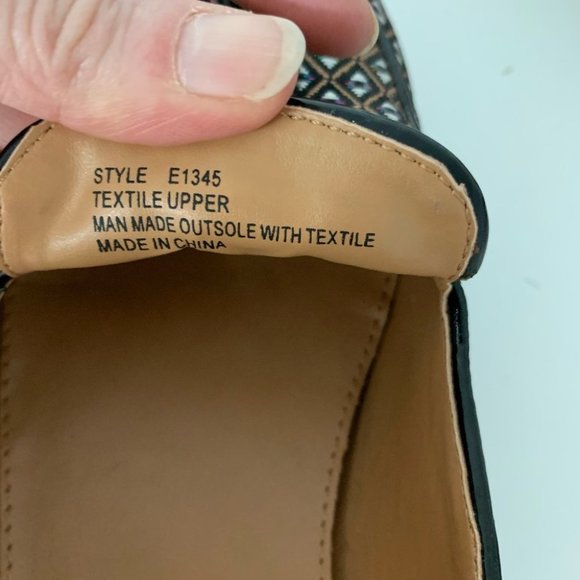 STYLE E1345
TEXTILE UPPER
MAN MADE OUTSOLE WITH TEXTILE
MADE IN CHINA